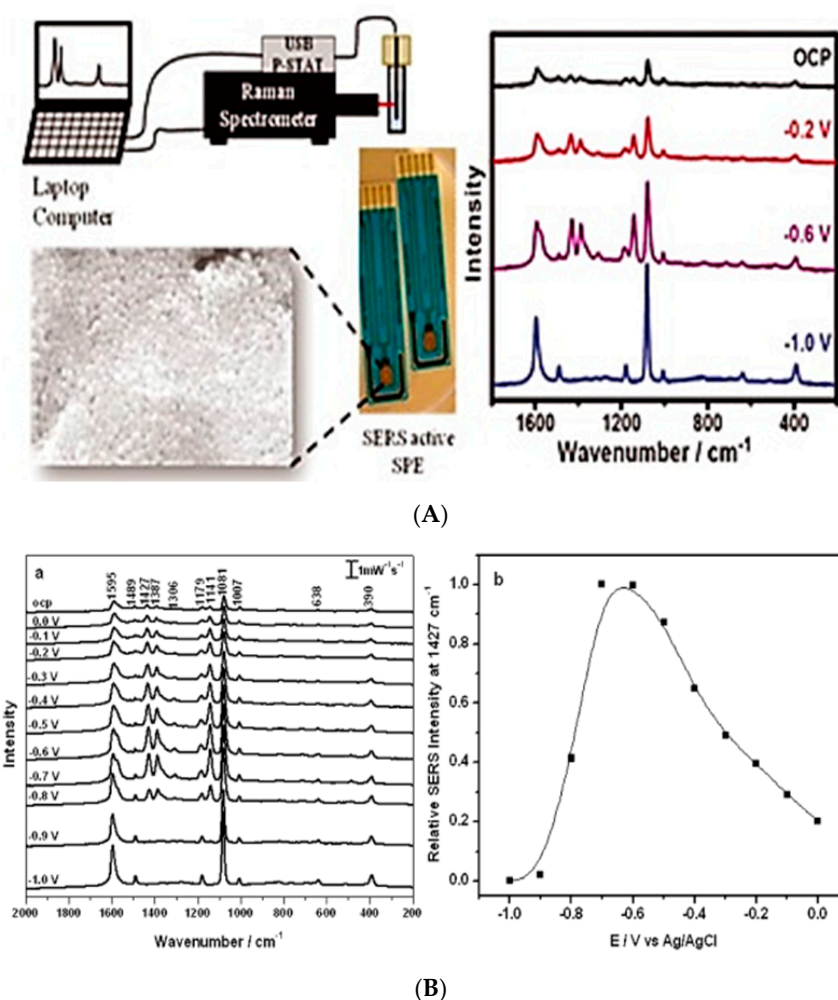 USB
P-STAT
Raman
Spectrometer
Laptop
Computer
SERS active
SPE
OCP
-0.2 V
-0.6 V
-1.0 V
Intensity
1600
1200
800
400
Wavenumber / cm-1
(A)
a
1595
1489
1427
1387
1306
1179
1141
1081
1007
638
390
1mW-1s-1
ocp
0.0 V
-0.1 V
-0.2 V
-0.3 V
-0.4 V
-0.5 V
-0.6 V
-0.7 V
-0.8 V
-0.9 V
-1.0 V
Intensity
2000 1800 1600 1400 1200 1000 800 600 400 200
Wavenumber / cm-1
b
Relative SERS Intensity at 1427 cm-1
1.0
0.8
0.6
0.4
0.2
0.0
-1.0 -0.8 -0.6 -0.4 -0.2 0.0
E / V vs Ag/AgCl
(B)